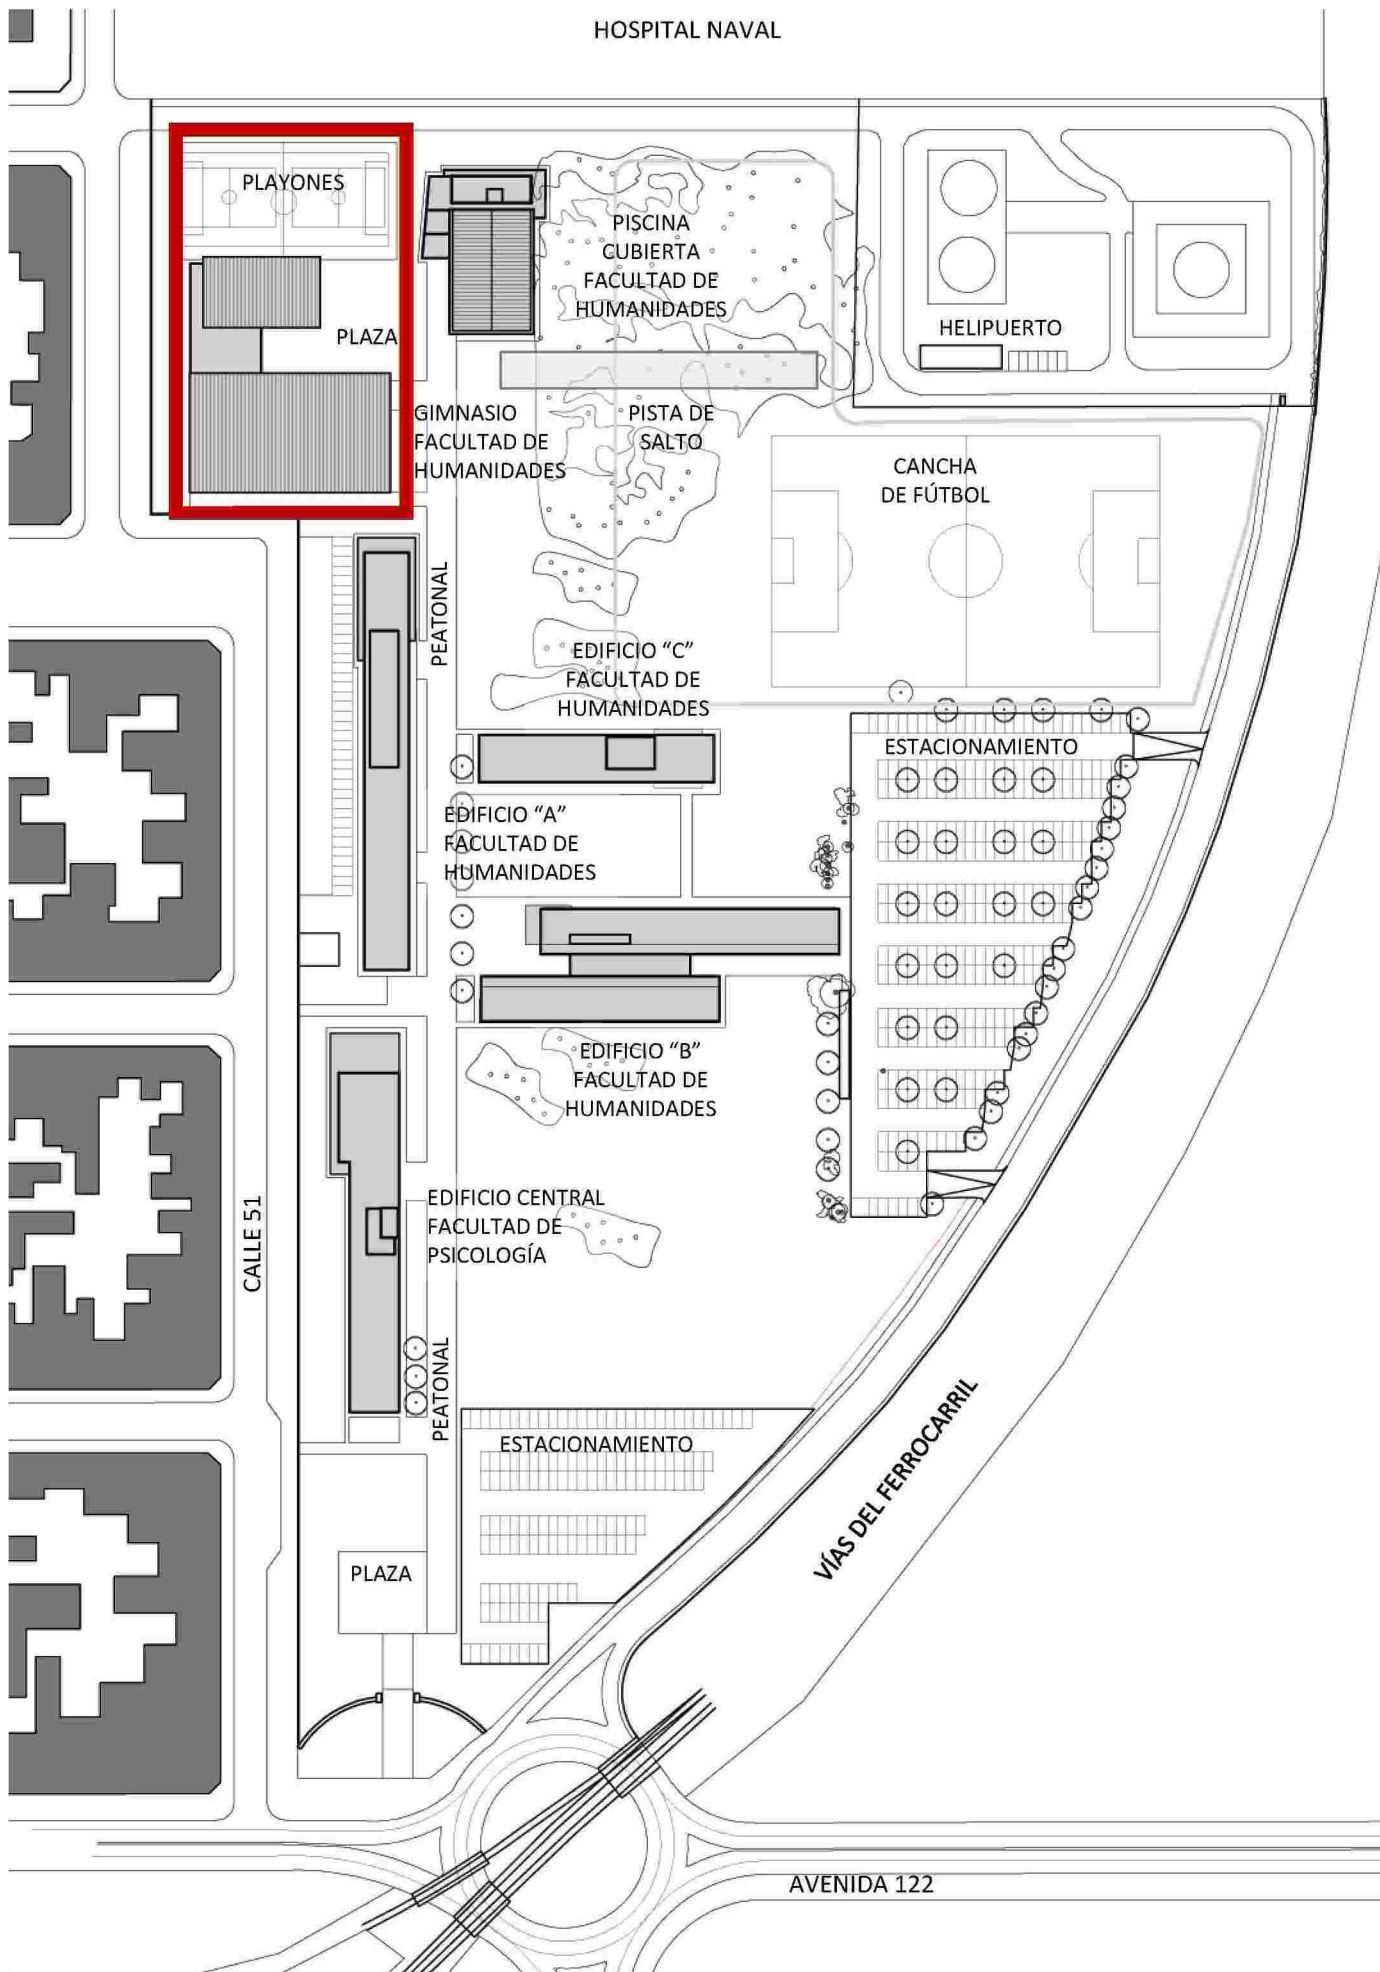 HOSPITAL NAVAL
PLAYONES
PISCINA
CUBIERTA
FACULTAD DE
HUMANIDADES
PLAZA
HELIPUERTO
GIMNASIO
FACULTAD DE
HUMANIDADES
PISTA DE
SALTO
CANCHA
DE FÚTBOL
PEATONAL
EDIFICIO “C”
FACULTAD DE
HUMANIDADES
ESTACIONAMIENTO
EDIFICIO “A”
FACULTAD DE
HUMANIDADES
EDIFICIO “B”
FACULTAD DE
HUMANIDADES
CALLE 51
EDIFICIO CENTRAL
FACULTAD DE
PSICOLOGÍA
PEATONAL
ESTACIONAMIENTO
VÍAS DEL FERROCARRIL
PLAZA
AVENIDA 122